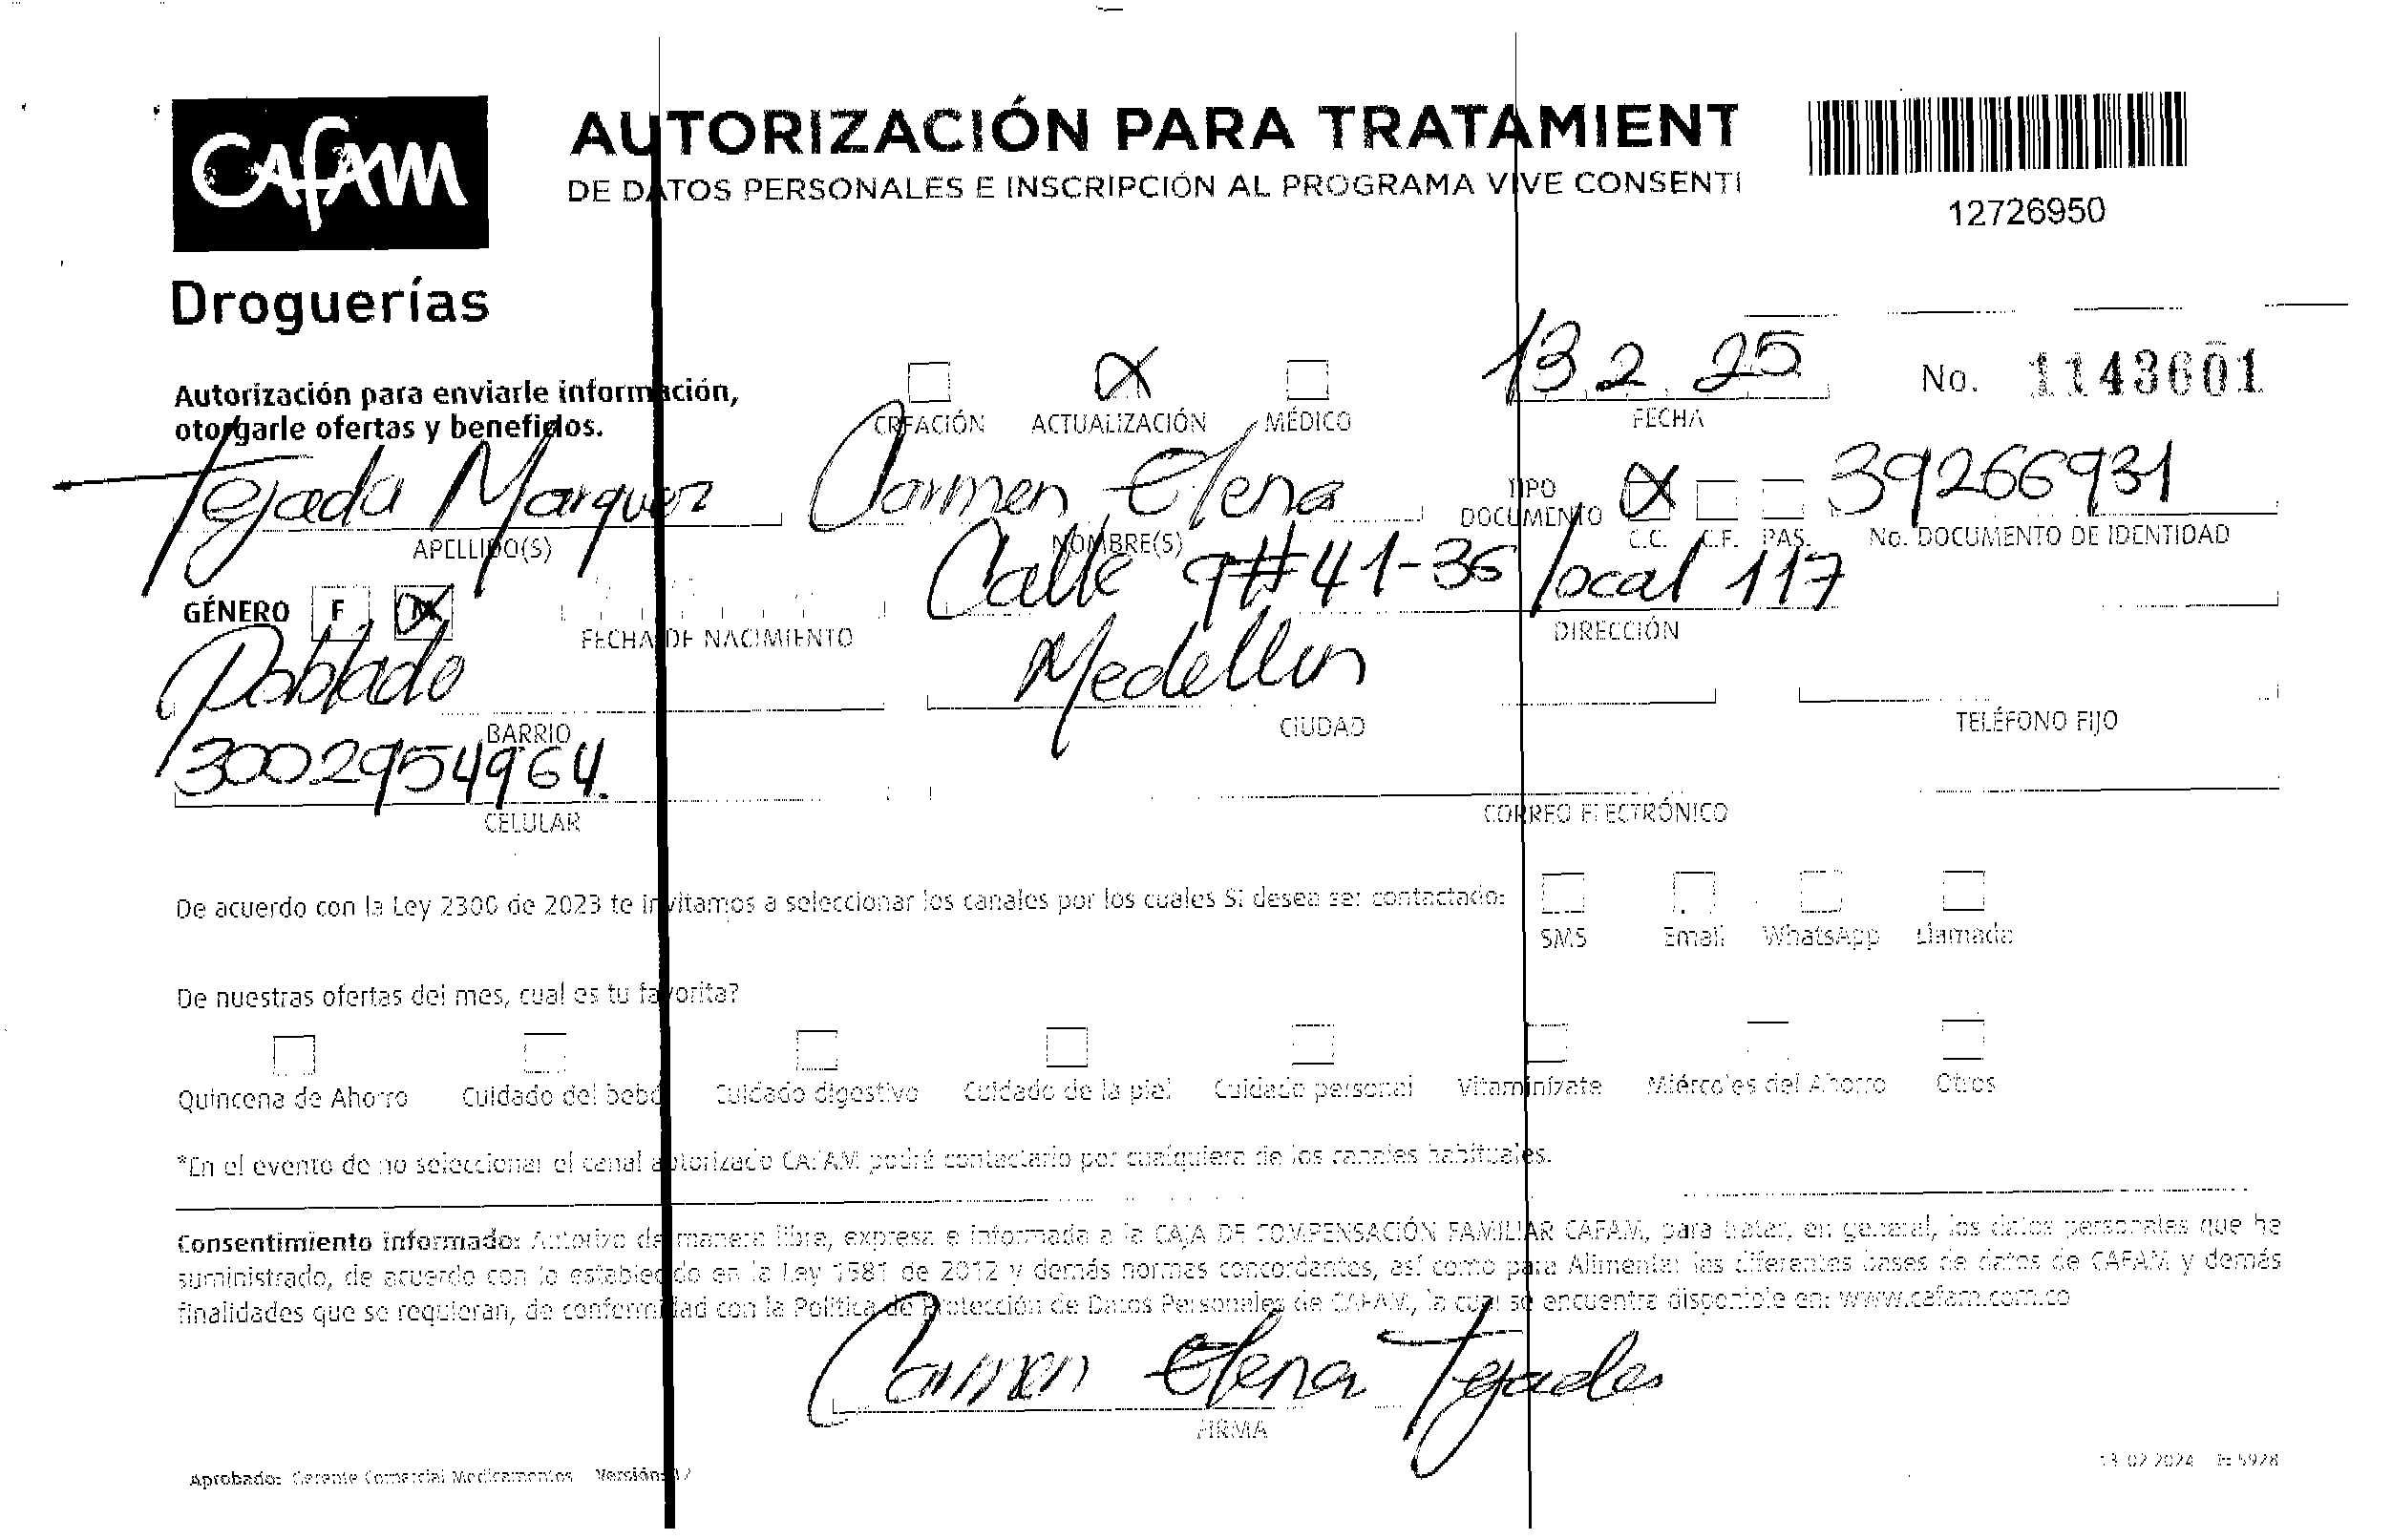 CAFAM
Droguerías
AUTORIZACIÓN PARA TRATAMIENT
DE DATOS PERSONALES E INSCRIPCIÓN AL PROGRAMA VIVE CONSENTI
12726950
Autorización para enviarle información,
otorgarle ofertas y beneficios.
CREACIÓN ACTUALIZACIÓN MÉDICO
13 2 25
FECHA
No. 1143601
Tejada Marquez
APELLIDO(S)
Carmen Elena
NOMBRE(S)
TIPO
DOCUMENTO
C.C. C.E. PAS.
39266931
No. DOCUMENTO DE IDENTIDAD
GÉNERO F M
FECHA DE NACIMIENTO
Calle 9 # 41-36 local 117
DIRECCIÓN
Poblado
BARRIO
Medellin
CIUDAD
TELÉFONO FIJO
3002954964.
CELULAR
CORREO ELECTRÓNICO
De acuerdo con la Ley 2300 de 2023 te invitamos a seleccionar los canales por los cuales Si desea ser contactado:
SMS Email WhatsApp Llamada
De nuestras ofertas del mes, cual es tu favorita?
Quincena de Ahorro Cuidado del bebé Cuidado digestivo Cuidado de la piel Cuidado personal Vitamínizate Miércoles del Ahorro Otros
*En el evento de no seleccionar el canal autorizado CAFAM podrá contactarlo por cualquiera de los canales habituales.
Consentimiento informado: Autorizo de manera libre, expresa e informada a la CAJA DE COMPENSACIÓN FAMILIAR CAFAM, para tratar, en general, los datos personales que he
suministrado, de acuerdo con lo establecido en la Ley 1581 de 2012 y demás normas concordantes, así como para Alimentar las diferentes bases de datos de CAFAM y demás
finalidades que se requieran, de conformidad con la Política de Protección de Datos Personales de CAFAM, la cual se encuentra disponible en: www.cafam.com.co
Carmen Elena Tejada
FIRMA
Aprobado: Gerente Comercial Medicamentos Versión: 12
13 02 2024 F: 5928